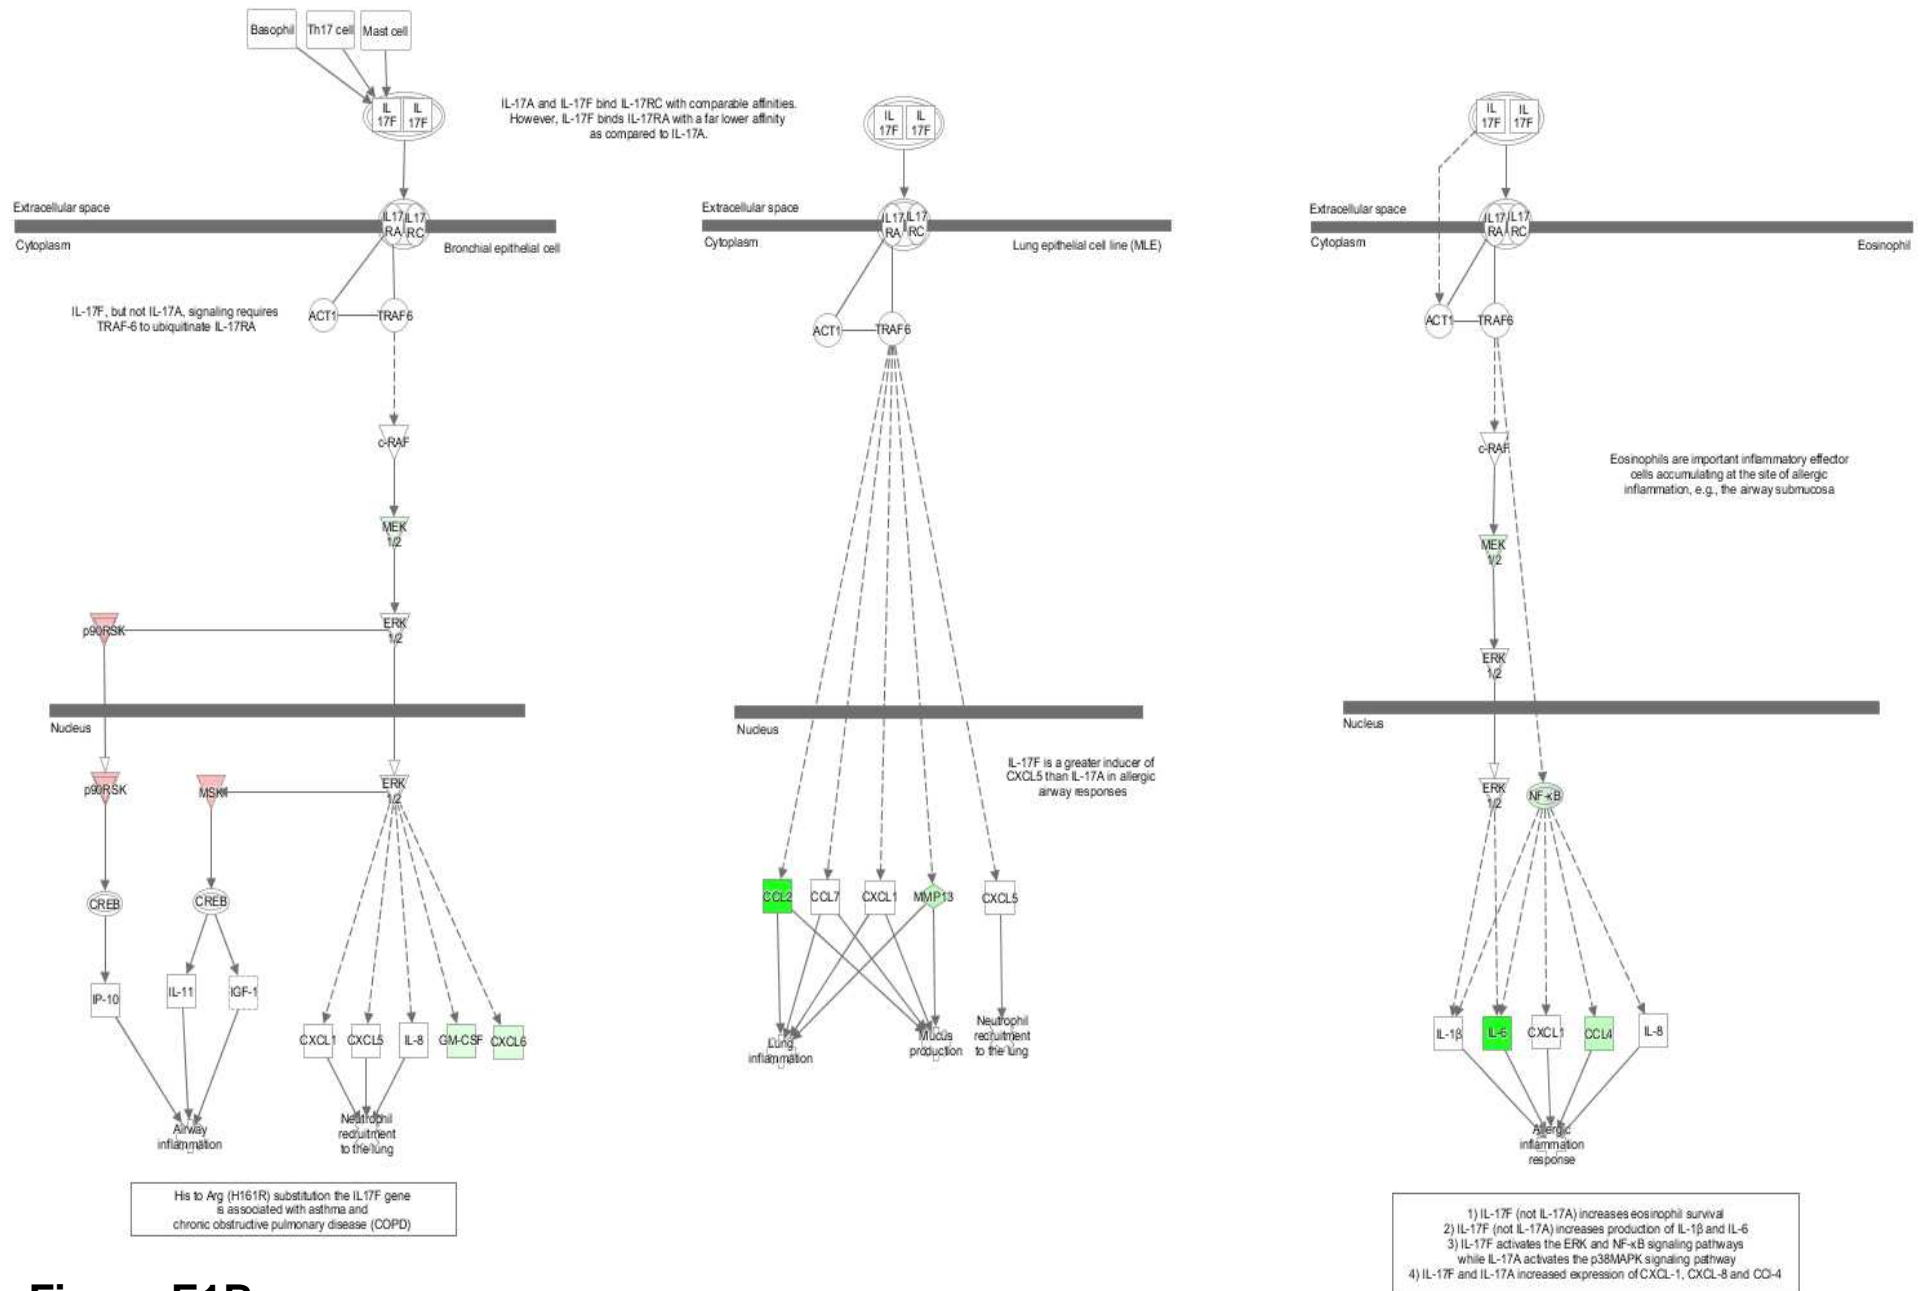 Basophil
Th17 cell
Mast cell
IL
17F
IL
17F
IL-17A and IL-17F bind IL-17RC with comparable affinities.
However, IL-17F binds IL-17RA with a far lower affinity
as compared to IL-17A.
Extracellular space
IL17
RA
IL17
RC
Cytoplasm
Bronchial epithelial cell
IL-17F, but not IL-17A, signaling requires
TRAF-6 to ubiquitinate IL-17RA
ACT1
TRAF6
c-RAF
MEK
1/2
p90RSK
ERK
1/2
Nucleus
p90RSK
MSK1
ERK
1/2
CREB
CREB
IP-10
IL-11
IGF-1
CXCL1
CXCL5
IL-8
GM-CSF
CXCL6
Airway
inflammation
Neutrophil
recruitment
to the lung
His to Arg (H161R) substitution the IL17F gene
is associated with asthma and
chronic obstructive pulmonary disease (COPD)
IL
17F
IL
17F
Extracellular space
IL17
RA
IL17
RC
Cytoplasm
Lung epithelial cell line (MLE)
ACT1
TRAF6
Nucleus
IL-17F is a greater inducer of
CXCL5 than IL-17A in allergic
airway responses
CCL2
CCL7
CXCL1
MMP13
CXCL5
Lung
inflammation
Mucus
production
Neutrophil
recruitment
to the lung
IL
17F
IL
17F
Extracellular space
IL17
RA
IL17
RC
Cytoplasm
Eosinophil
ACT1
TRAF6
c-RAF
Eosinophils are important inflammatory effector
cells accumulating at the site of allergic
inflammation, e.g., the airway submucosa
MEK
1/2
ERK
1/2
Nucleus
ERK
1/2
NF-κB
IL-1β
IL-6
CXCL1
CCL4
IL-8
Allergic
inflammation
response
1) IL-17F (not IL-17A) increases eosinophil survival
2) IL-17F (not IL-17A) increases production of IL-1β and IL-6
3) IL-17F activates the ERK and NF-κB signaling pathways
while IL-17A activates the p38MAPK signaling pathway
4) IL-17F and IL-17A increased expression of CXCL-1, CXCL-8 and CCl-4